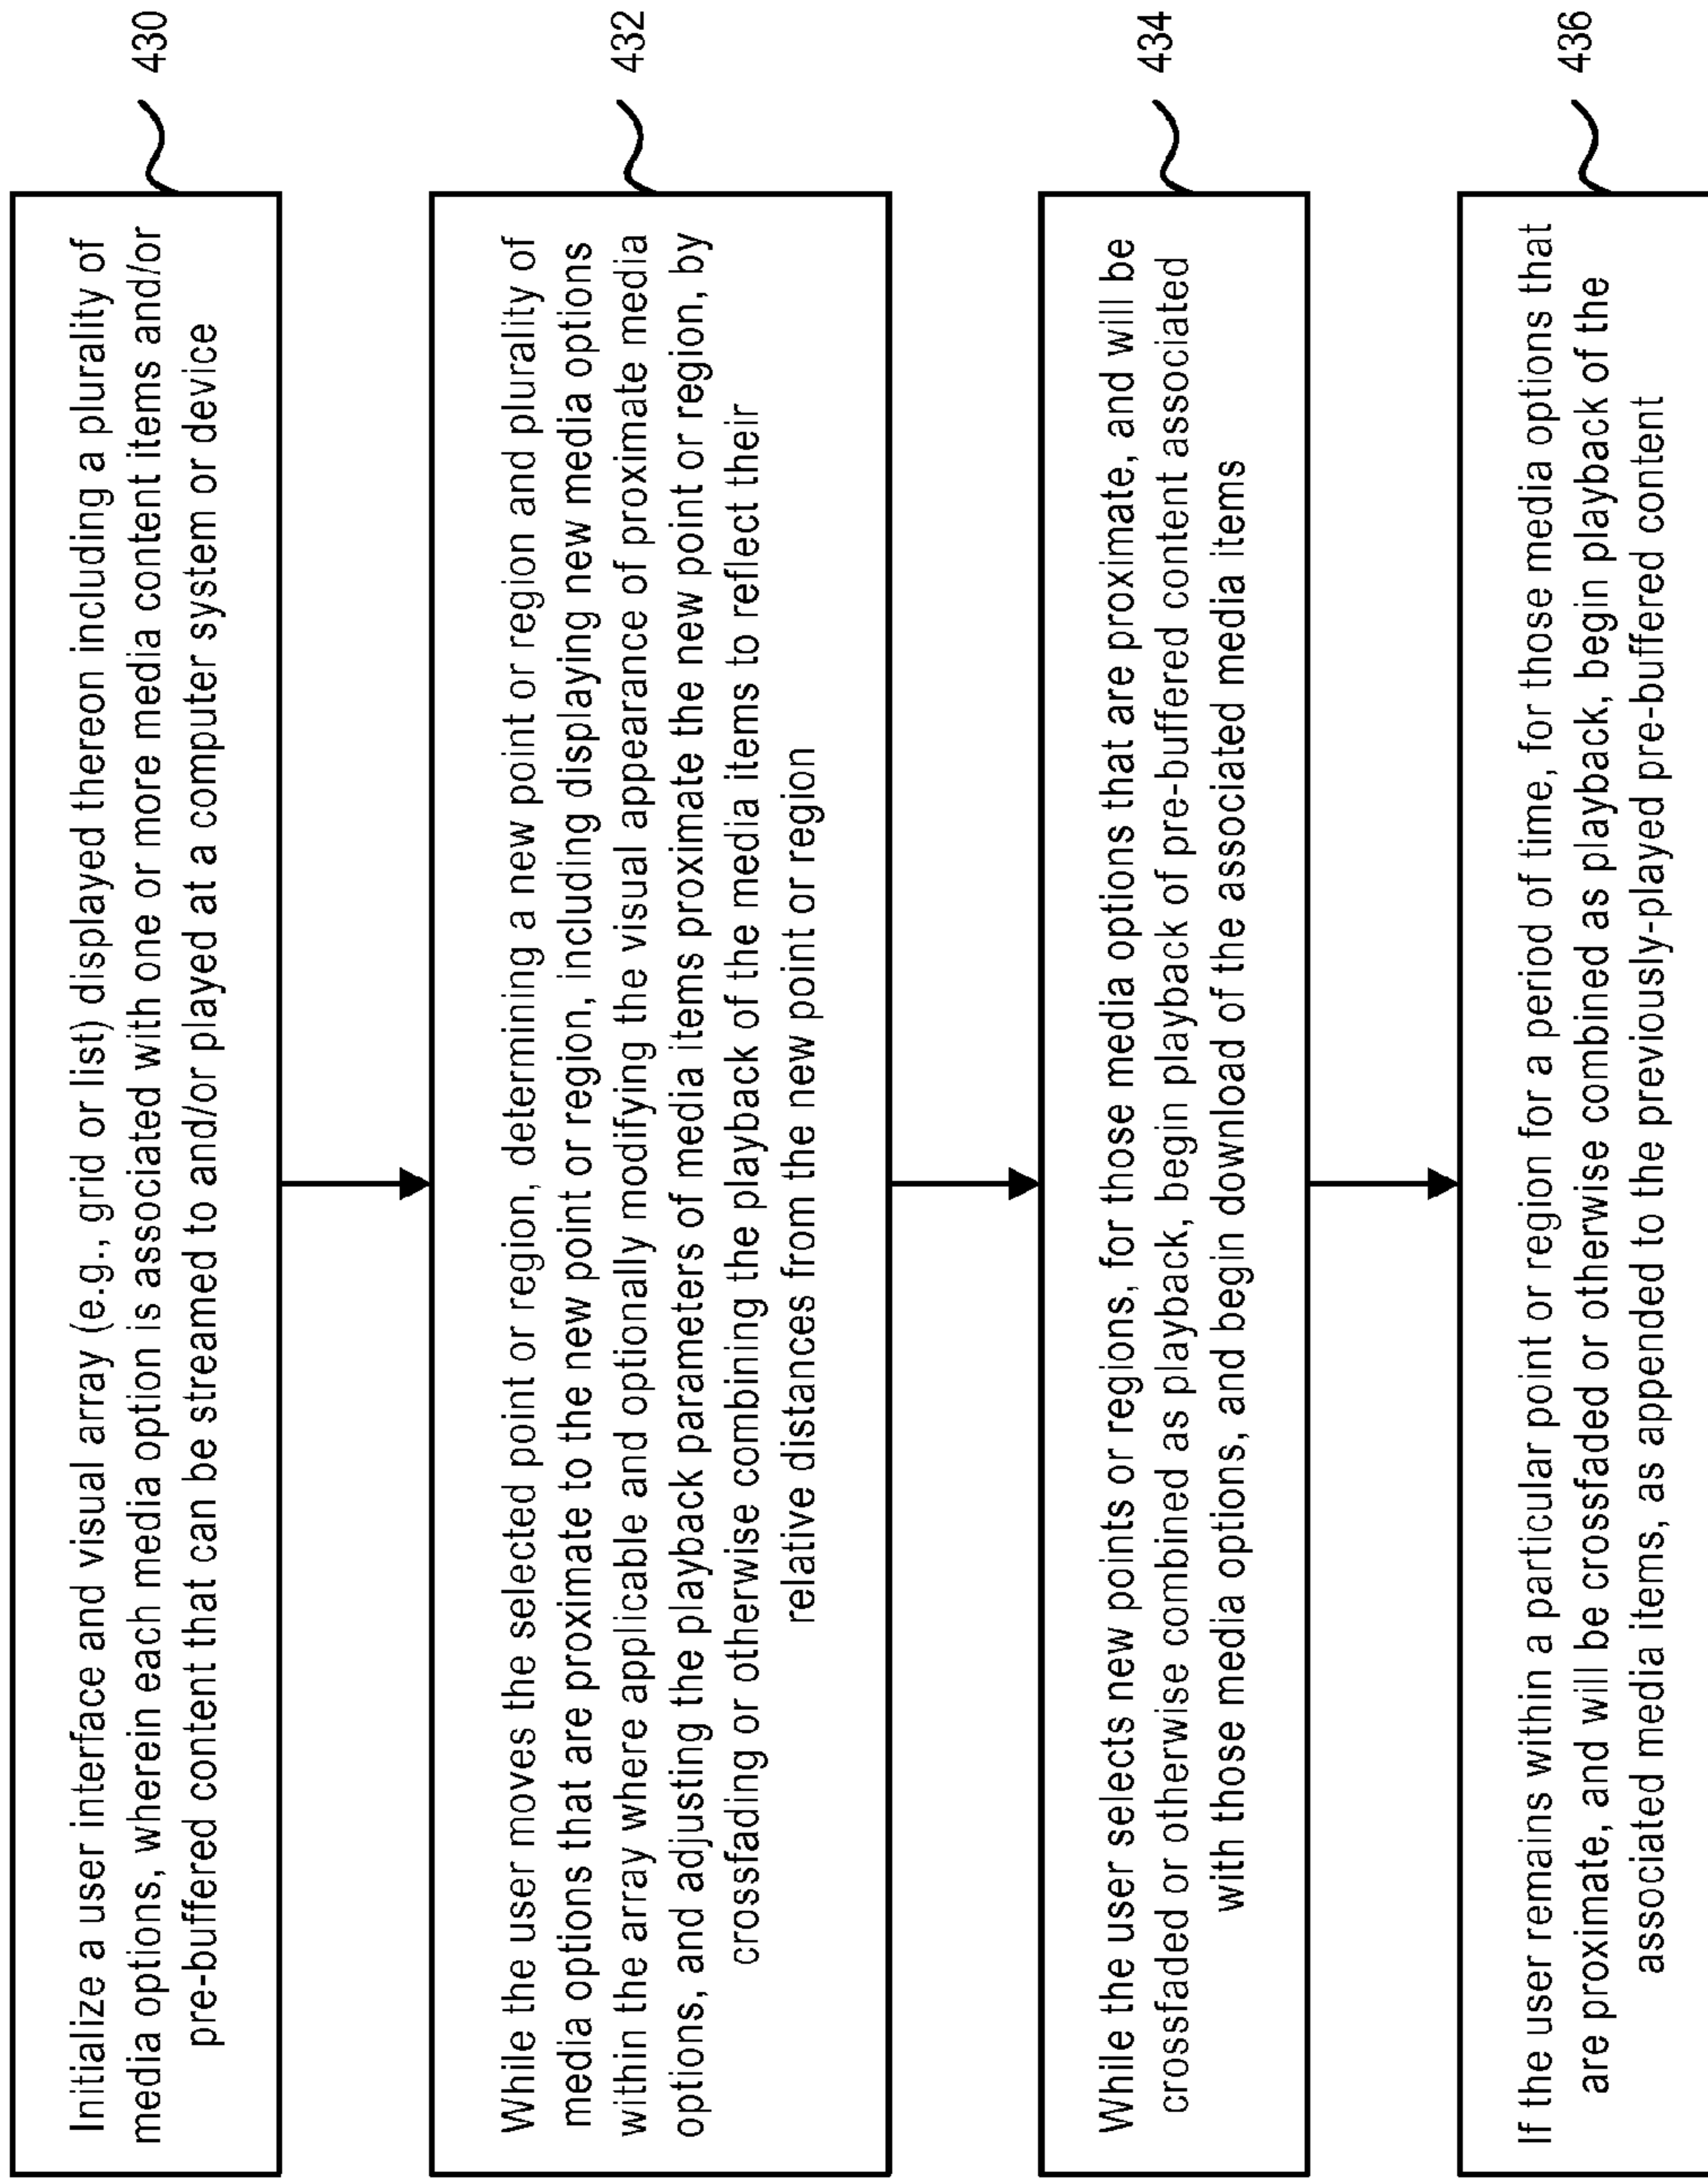 Initialize a user interface and visual array (e.g., grid or list) displayed thereon including a plurality of
media options, wherein each media option is associated with one or more media content items and/or
pre-buffered content that can be streamed to and/or played at a computer system or device
430
While the user moves the selected point or region, determining a new point or region and plurality of
media options that are proximate to the new point or region, including displaying new media options
within the array where applicable and optionally modifying the visual appearance of proximate media
options, and adjusting the playback parameters of media items proximate the new point or region, by
crossfading or otherwise combining the playback of the media items to reflect their
relative distances from the new point or region
432
While the user selects new points or regions, for those media options that are proximate, and will be
crossfaded or otherwise combined as playback, begin playback of pre-buffered content associated
with those media options, and begin download of the associated media items
434
If the user remains within a particular point or region for a period of time, for those media options that
are proximate, and will be crossfaded or otherwise combined as playback, begin playback of the
associated media items, as appended to the previously-played pre-buffered content
436